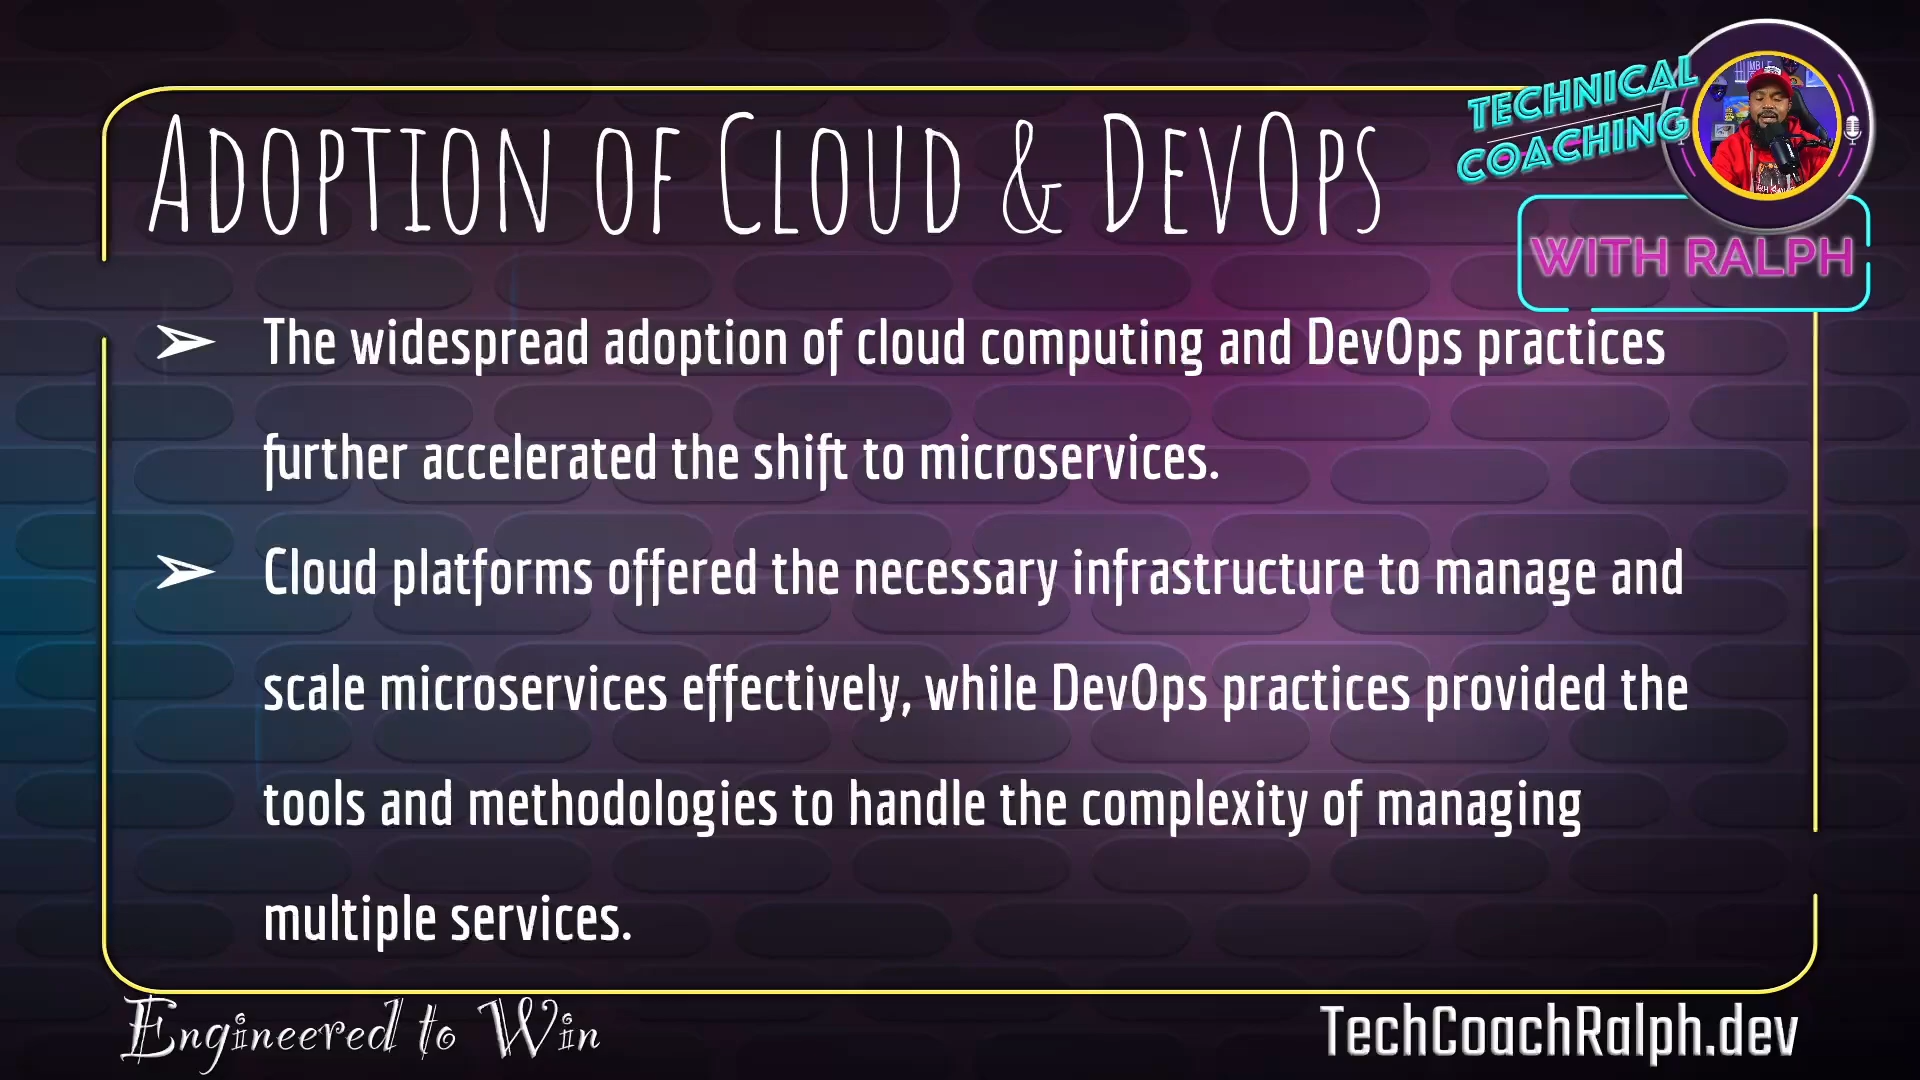 Adoption of Cloud & DevOps
TECHNICAL
COACHING
WITH RALPH
➢ The widespread adoption of cloud computing and DevOps practices
further accelerated the shift to microservices.
➢ Cloud platforms offered the necessary infrastructure to manage and
scale microservices effectively, while DevOps practices provided the
tools and methodologies to handle the complexity of managing
multiple services.
Engineered to Win
TechCoachRalph.dev